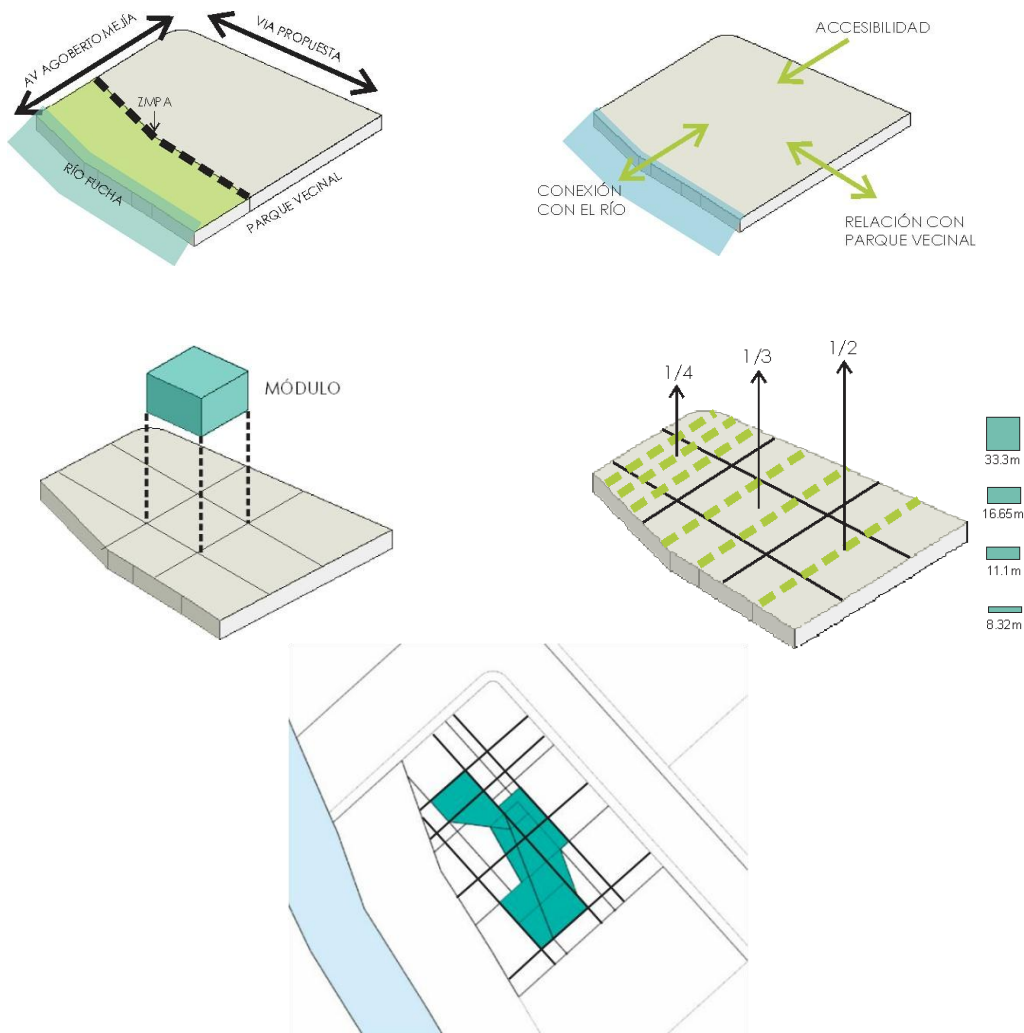 AV AGOBERTO MEJÍA
VIA PROPUESTA
ZMPA
RÍO FUCHA
PARQUE VECINAL
ACCESIBILIDAD
CONEXIÓN
CON EL RÍO
RELACIÓN CON
PARQUE VECINAL
MÓDULO
1/4
1/3
1/2
33.3m
16.65m
11.1m
8.32m